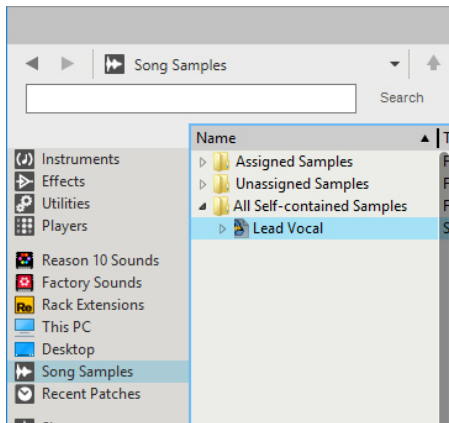 Song Samples
Search
Name
Assigned Samples
Unassigned Samples
All Self-contained Samples
Lead Vocal
Instruments
Effects
Utilities
Players
Reason 10 Sounds
Factory Sounds
Re Rack Extensions
This PC
Desktop
Song Samples
Recent Patches